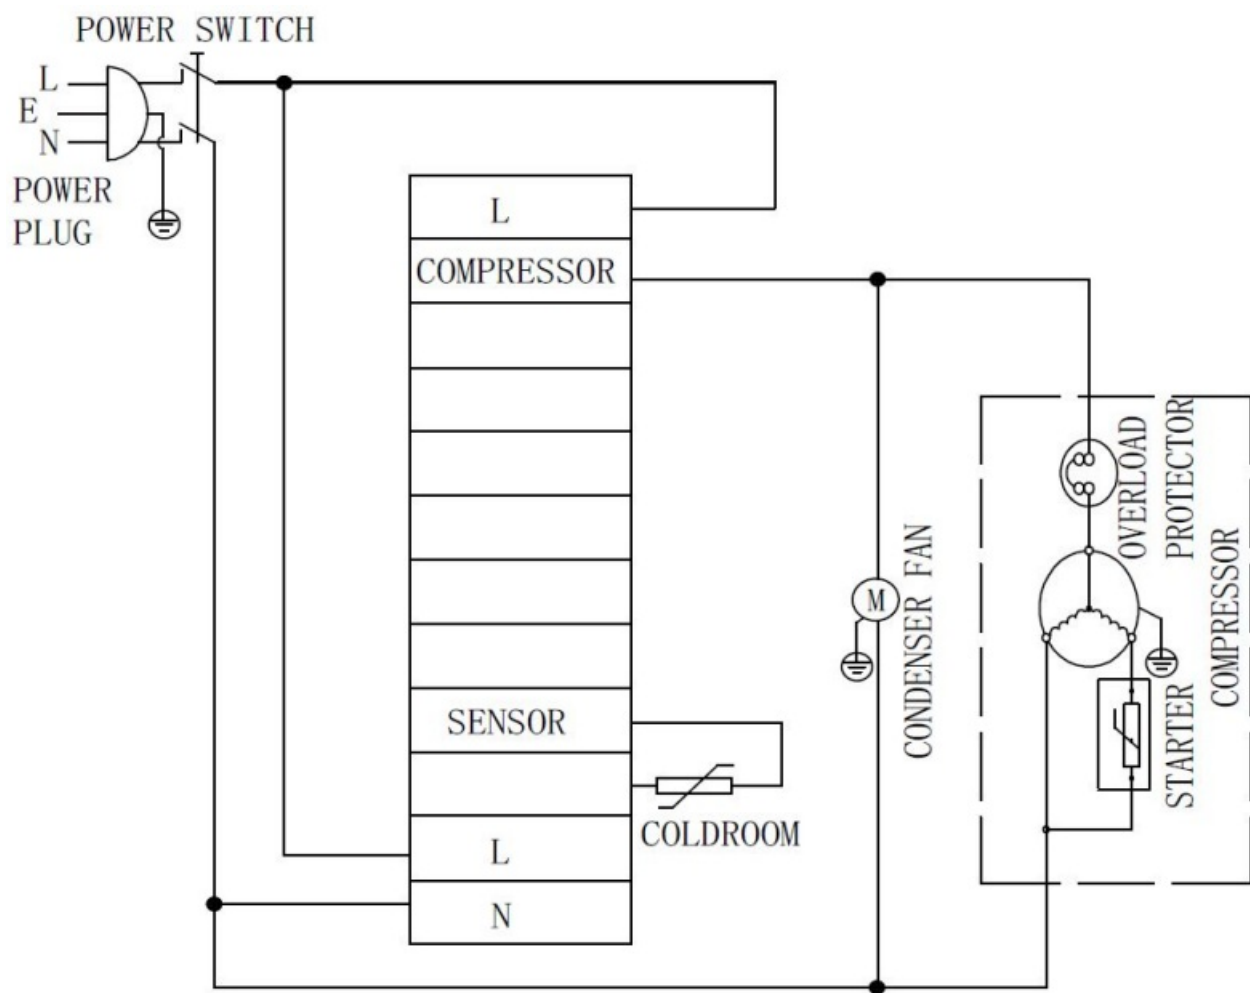 POWER SWITCH
L
E
N
POWER
PLUG
L
COMPRESSOR
SENSOR
L
N
COLDROOM
M
CONDENSER FAN
OVERLOAD
PROTECTOR
COMPRESSOR
STARTER